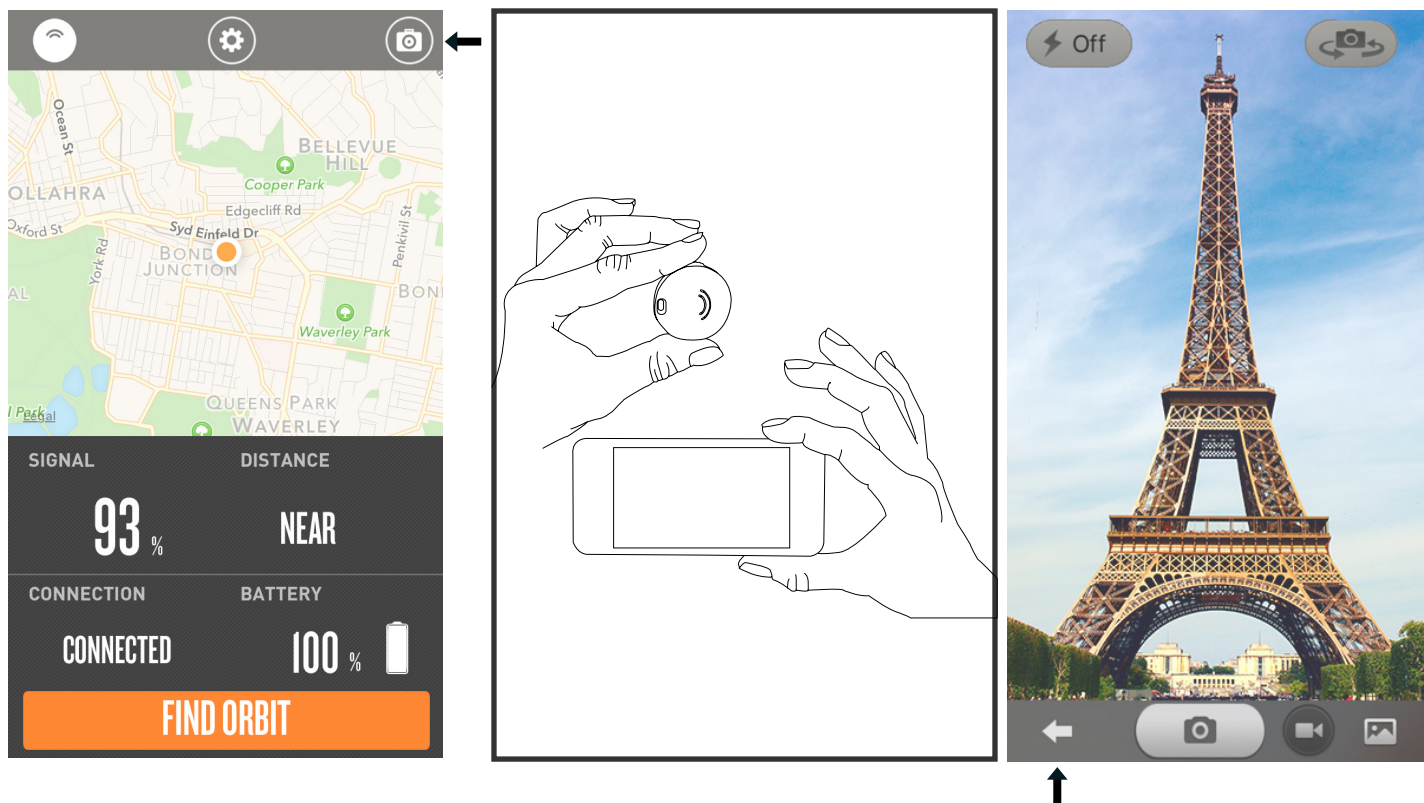 Ocean St
BELLEVUE
HILL
Cooper Park
OLLAHRA
Edgecliff Rd
Oxford St
Syd Einfeld Dr
Penkivil St
York Rd
BOND
JUNCTION
AL
BON
Waverley Park
QUEENS PARK
WAVERLEY
l Park
Legal
SIGNAL
DISTANCE
93 %
NEAR
CONNECTION
BATTERY
CONNECTED
100 %
FIND ORBIT
Off